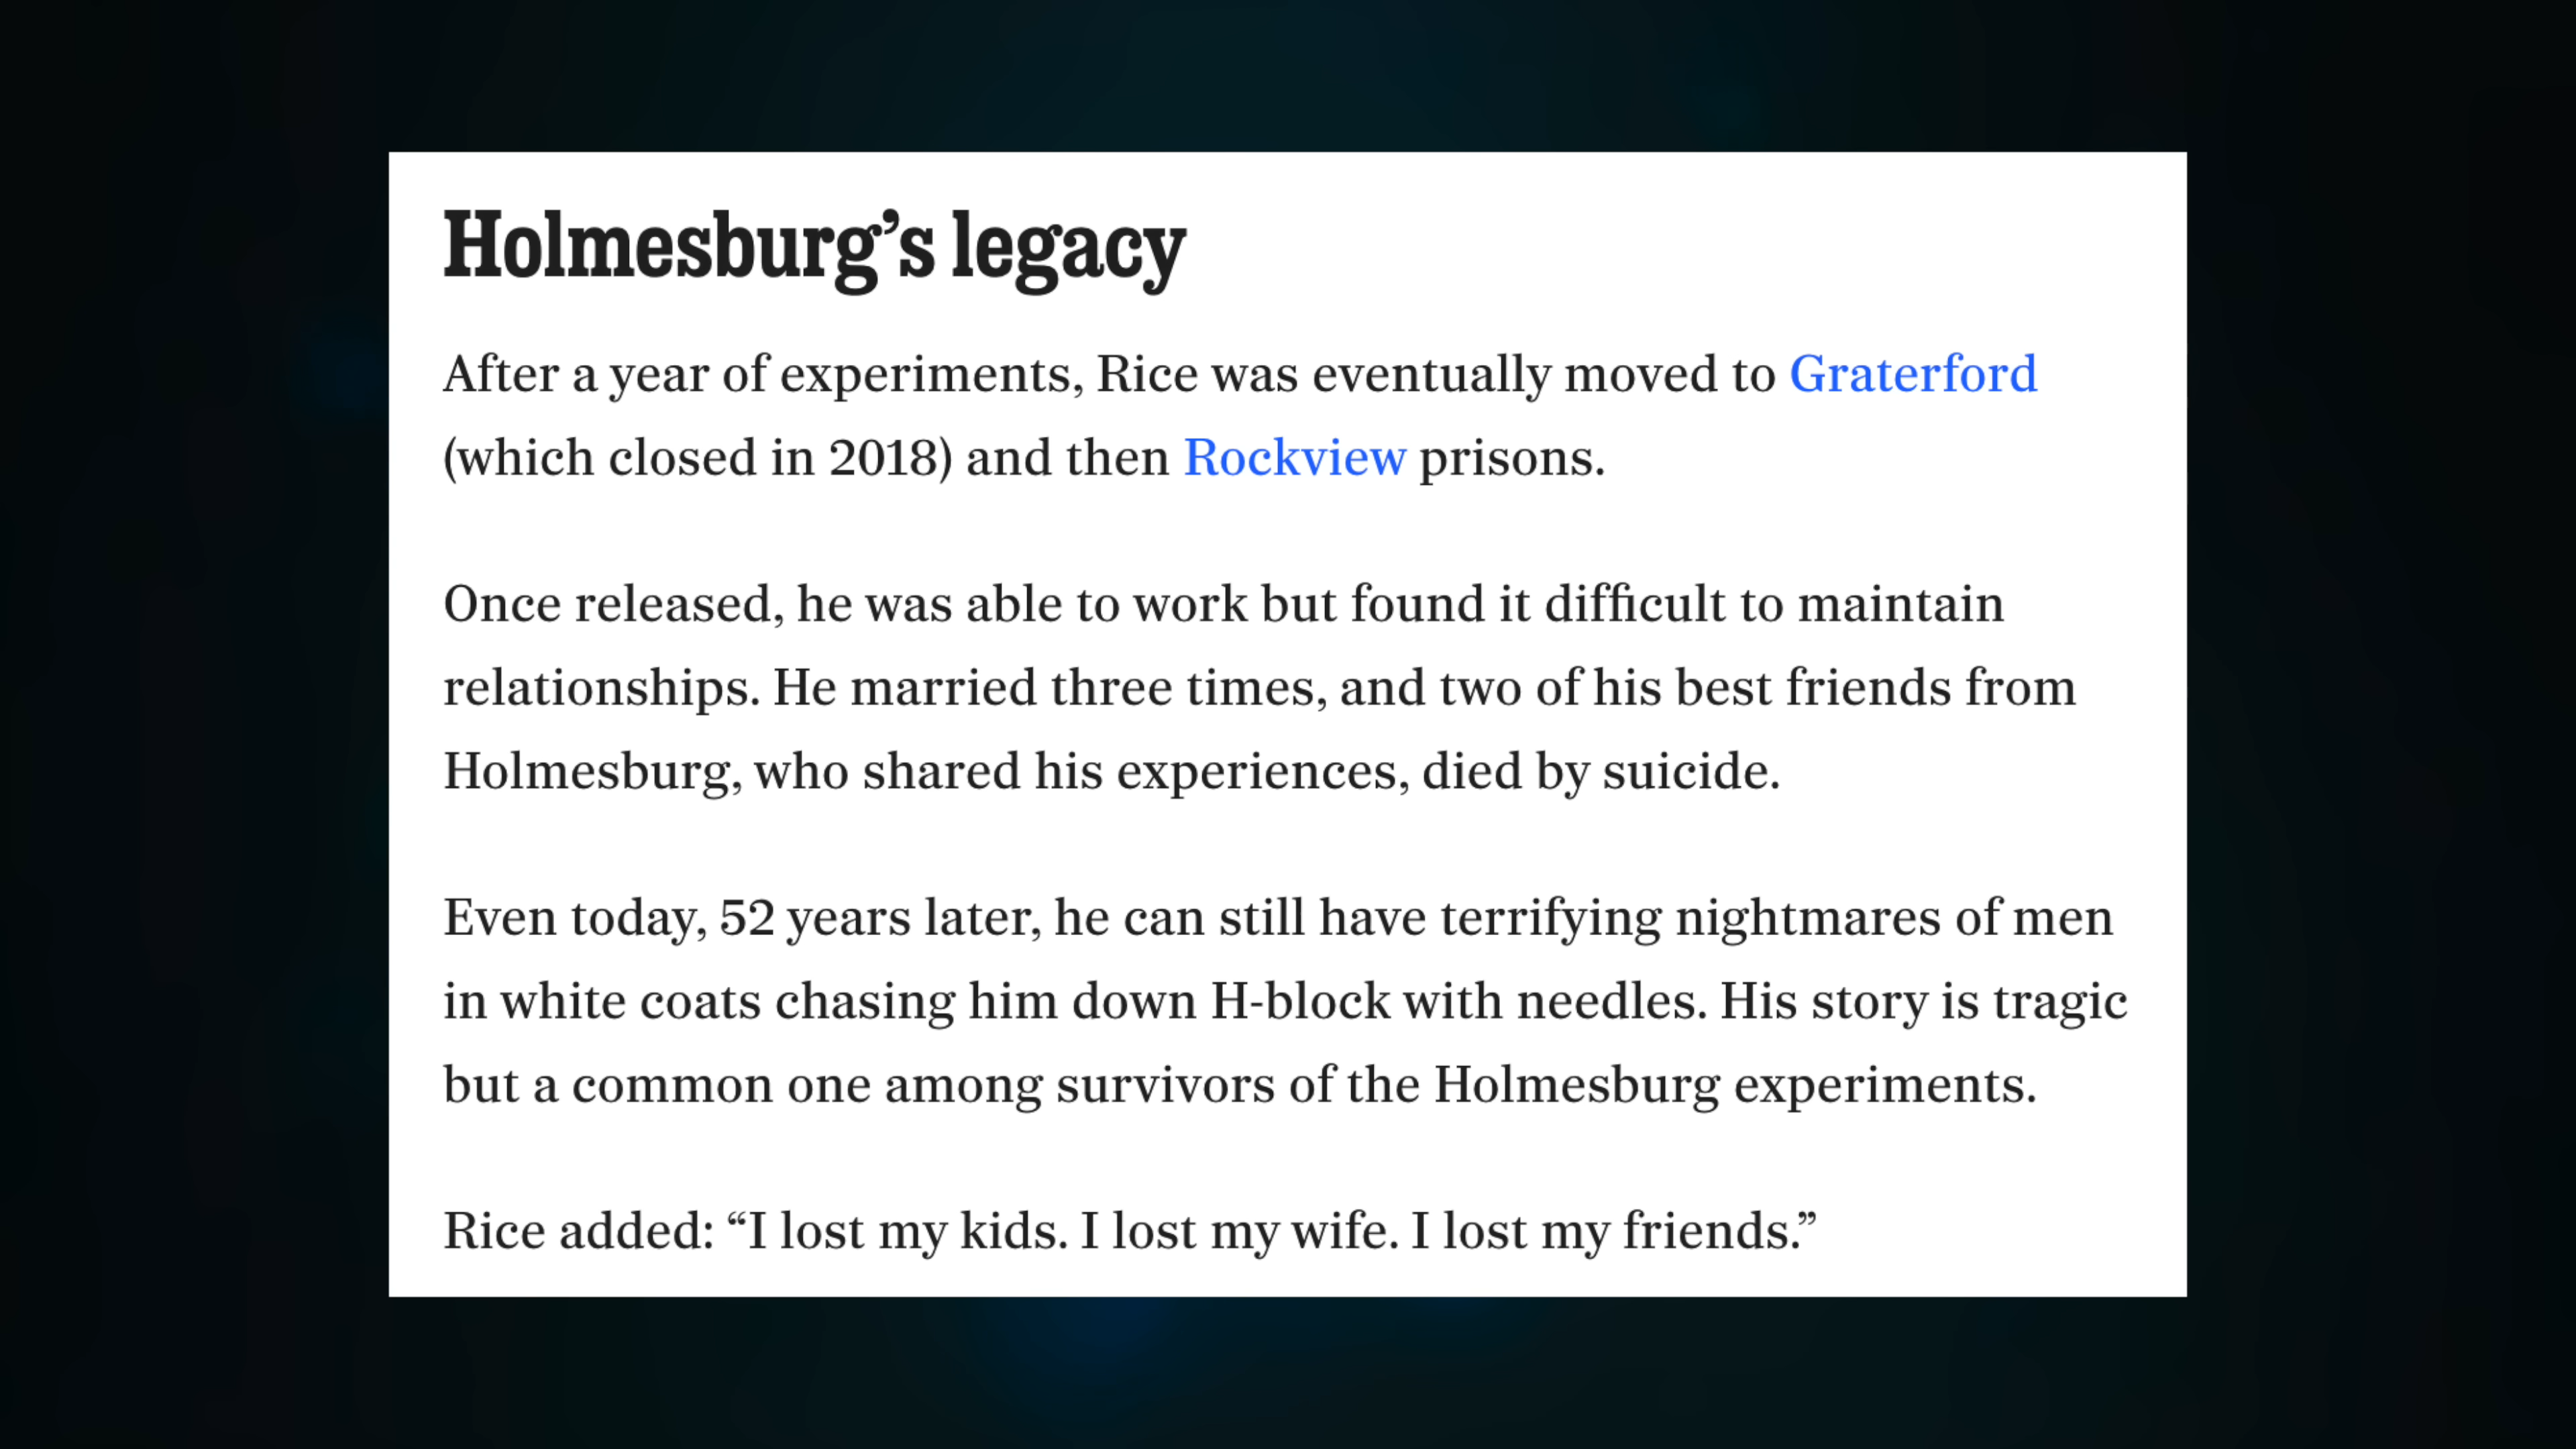 Holmesburg’s legacy
After a year of experiments, Rice was eventually moved to Graterford
(which closed in 2018) and then Rockview prisons.
Once released, he was able to work but found it difficult to maintain
relationships. He married three times, and two of his best friends from
Holmesburg, who shared his experiences, died by suicide.
Even today, 52 years later, he can still have terrifying nightmares of men
in white coats chasing him down H-block with needles. His story is tragic
but a common one among survivors of the Holmesburg experiments.
Rice added: “I lost my kids. I lost my wife. I lost my friends.”